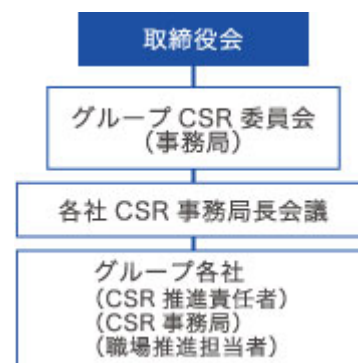 取締役会
グループ CSR 委員会
(事務局)
各社 CSR 事務局長会議
グループ各社
(CSR 推進責任者)
(CSR 事務局)
(職場推進担当者)